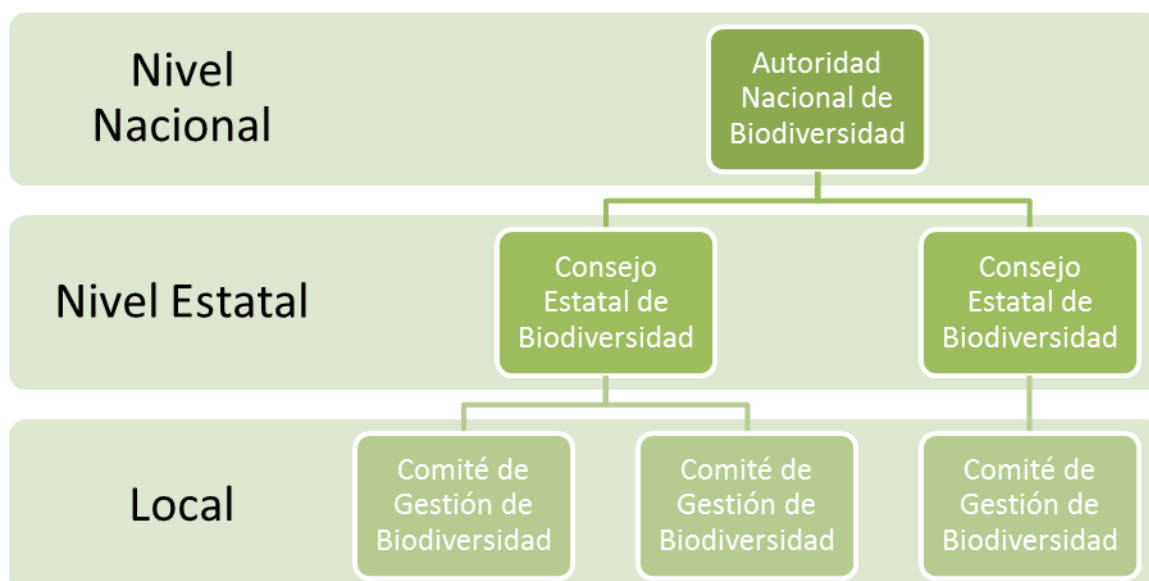 Nivel
Nacional
Autoridad
Nacional de
Biodiversidad
Nivel Estatal
Consejo
Estatal de
Biodiversidad
Consejo
Estatal de
Biodiversidad
Local
Comité de
Gestión de
Biodiversidad
Comité de
Gestión de
Biodiversidad
Comité de
Gestión de
Biodiversidad